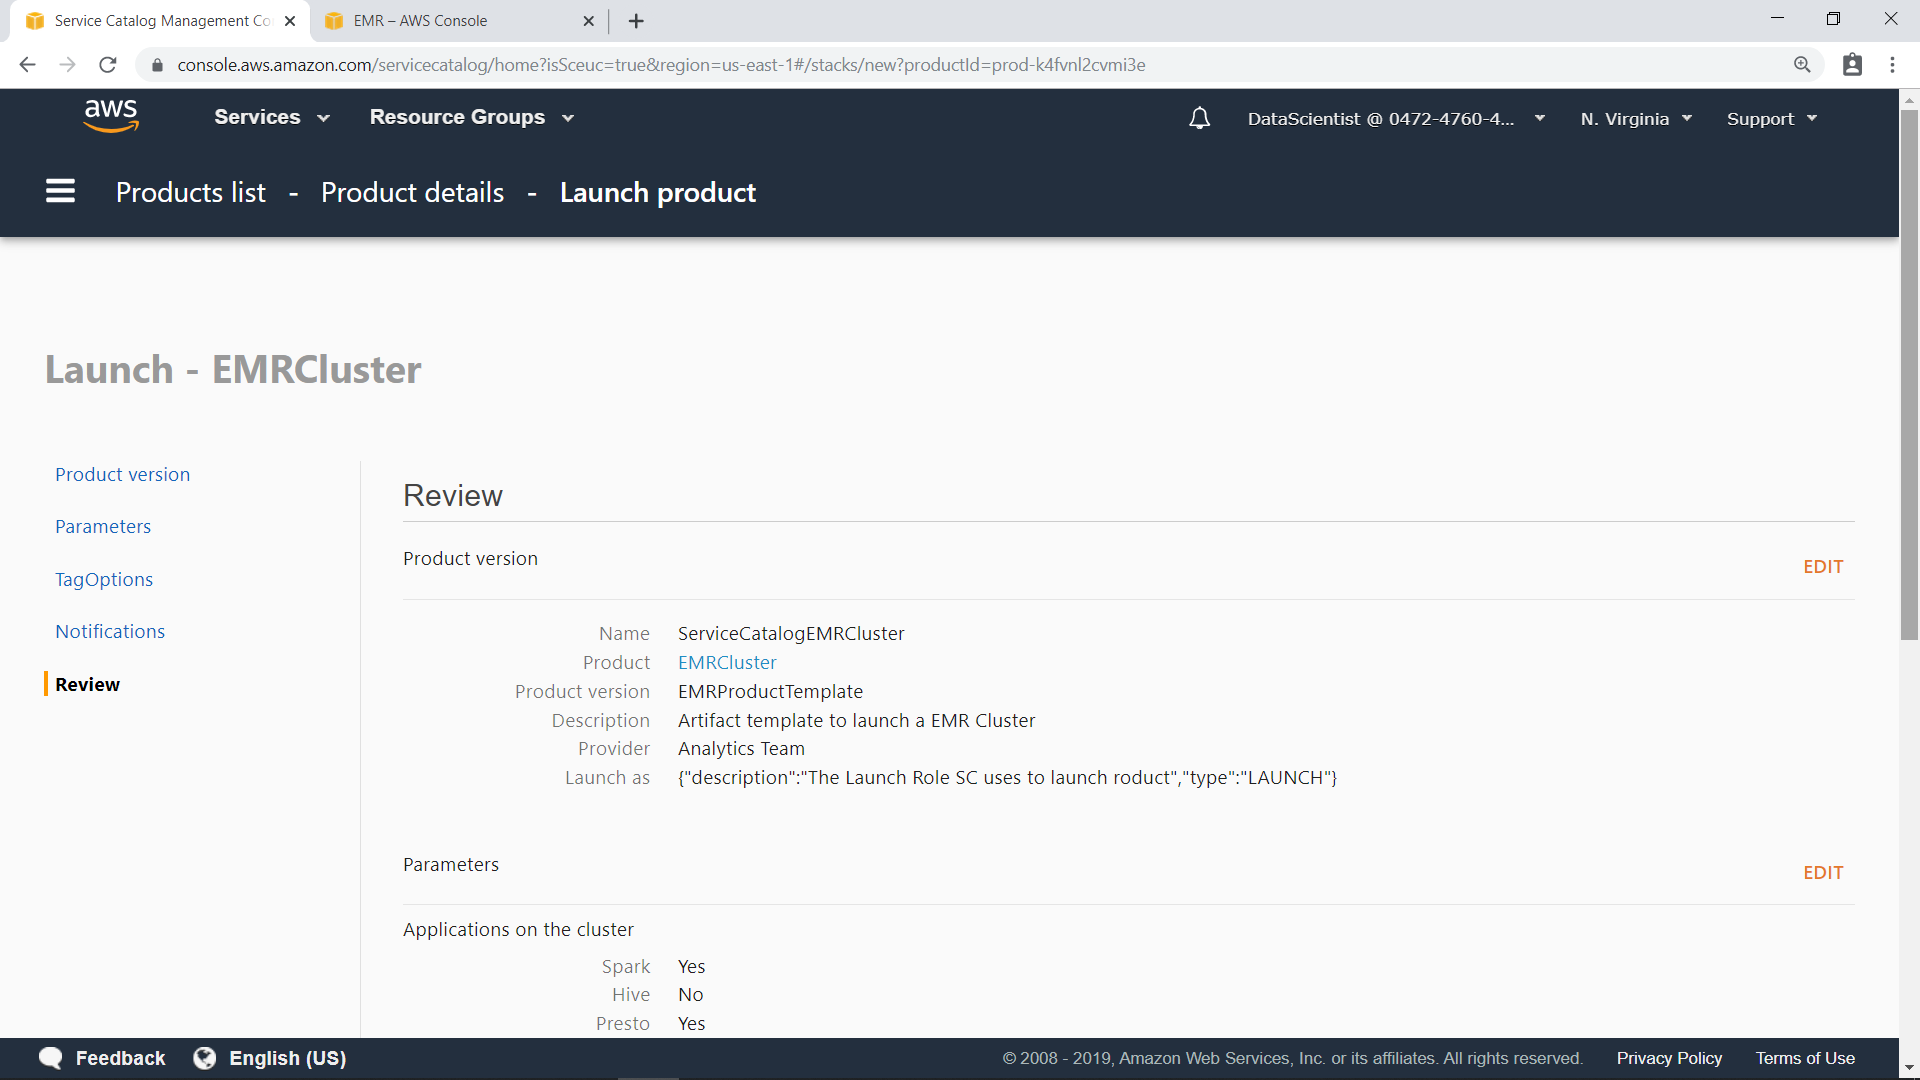 Service Catalog Management Co
EMR – AWS Console
console.aws.amazon.com/servicecatalog/home?isSceuc=true&region=us-east-1#/stacks/new?productId=prod-k4fvnl2cvmi3e
aws
Services
Resource Groups
DataScientist @ 0472-4760-4...
N. Virginia
Support
Products list - Product details - Launch product
Launch - EMRCluster
Product version
Parameters
TagOptions
Notifications
Review
Review
Product version
EDIT
Name ServiceCatalogEMRCluster
Product EMRCluster
Product version EMRProductTemplate
Description Artifact template to launch a EMR Cluster
Provider Analytics Team
Launch as {"description":"The Launch Role SC uses to launch roduct","type":"LAUNCH"}
Parameters
EDIT
Applications on the cluster
Spark Yes
Hive No
Presto Yes
Feedback
English (US)
© 2008 - 2019, Amazon Web Services, Inc. or its affiliates. All rights reserved.
Privacy Policy
Terms of Use